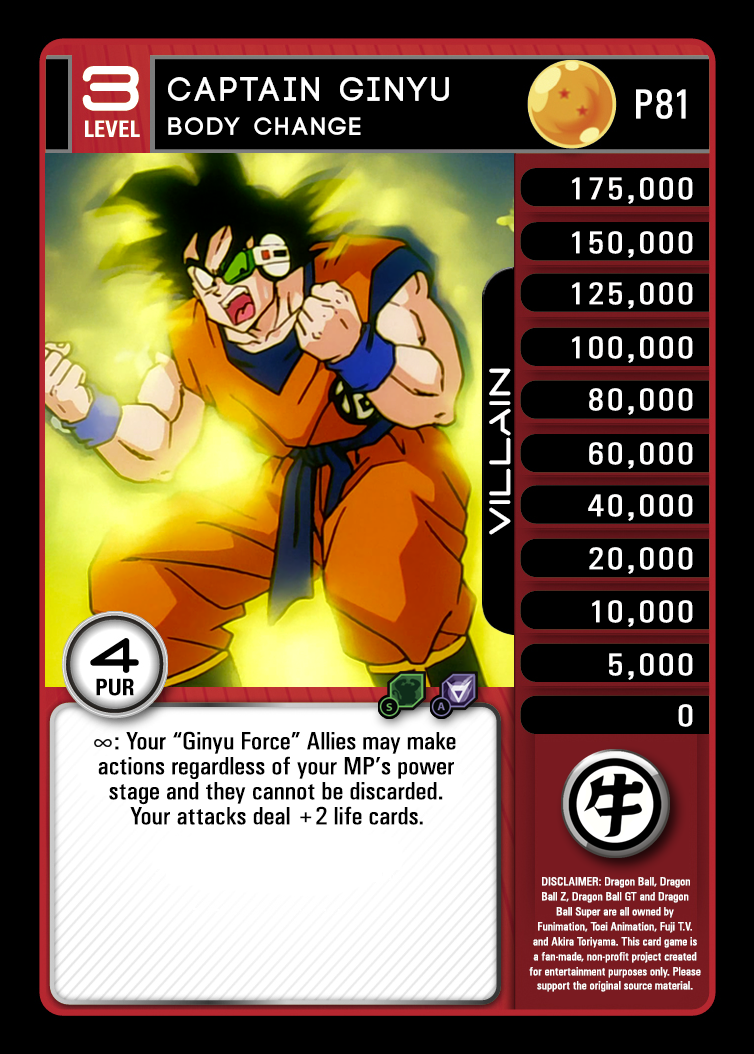 3
LEVEL
CAPTAIN GINYU
BODY CHANGE
P81
175,000
150,000
125,000
100,000
80,000
60,000
40,000
20,000
10,000
5,000
0
VILLAIN
4
PUR
S
A
∞: Your “Ginyu Force” Allies may make
actions regardless of your MP’s power
stage and they cannot be discarded.
Your attacks deal +2 life cards.
牛
DISCLAIMER: Dragon Ball, Dragon
Ball Z, Dragon Ball GT and Dragon
Ball Super are all owned by
Funimation, Toei Animation, Fuji T.V.
and Akira Toriyama. This card game is
a fan-made, non-profit project created
for entertainment purposes only. Please
support the original source material.